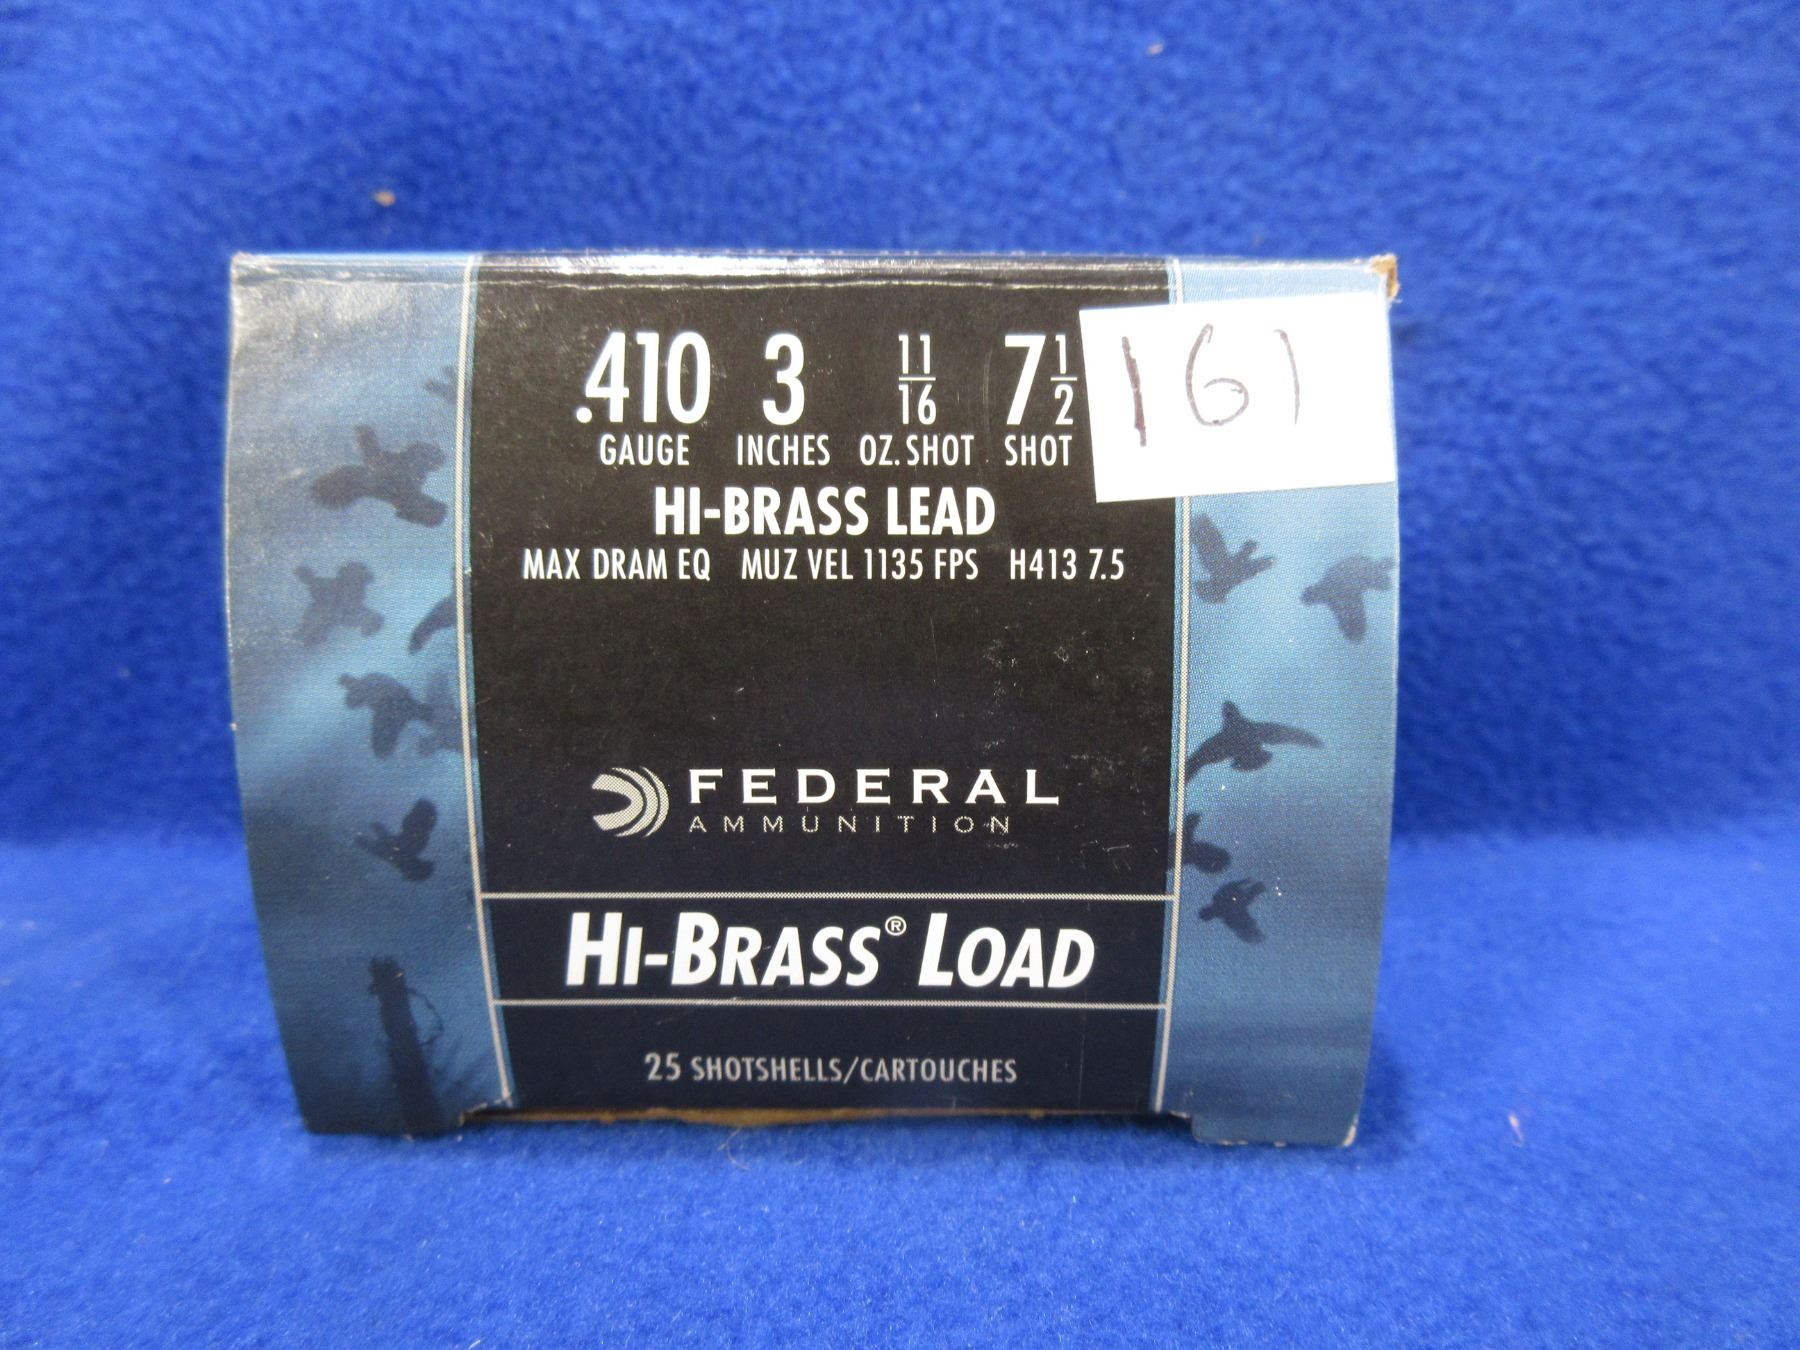 .410 3 11/16 7 1/2
GAUGE INCHES OZ. SHOT SHOT
161
HI-BRASS LEAD
MAX DRAM EQ MUZ VEL 1135 FPS H413 7.5
FEDERAL
AMMUNITION
HI-BRASS® LOAD
25 SHOTSHELLS/CARTOUCHES